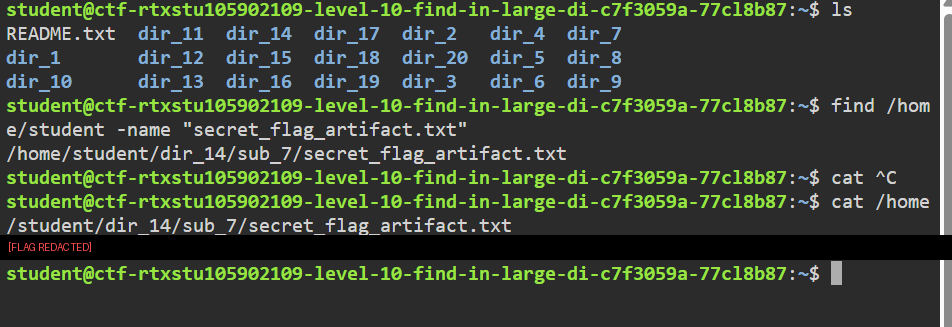 student@ctf-rtxstu105902109-level-10-find-in-large-di-c7f3059a-77cl8b87:~$ ls
README.txt dir_11 dir_14 dir_17 dir_2 dir_4 dir_7
dir_1 dir_12 dir_15 dir_18 dir_20 dir_5 dir_8
dir_10 dir_13 dir_16 dir_19 dir_3 dir_6 dir_9
student@ctf-rtxstu105902109-level-10-find-in-large-di-c7f3059a-77cl8b87:~$ find /hom
e/student -name "secret_flag_artifact.txt"
/home/student/dir_14/sub_7/secret_flag_artifact.txt
student@ctf-rtxstu105902109-level-10-find-in-large-di-c7f3059a-77cl8b87:~$ cat ^C
student@ctf-rtxstu105902109-level-10-find-in-large-di-c7f3059a-77cl8b87:~$ cat /home
/student/dir_14/sub_7/secret_flag_artifact.txt
[FLAG REDACTED]
student@ctf-rtxstu105902109-level-10-find-in-large-di-c7f3059a-77cl8b87:~$